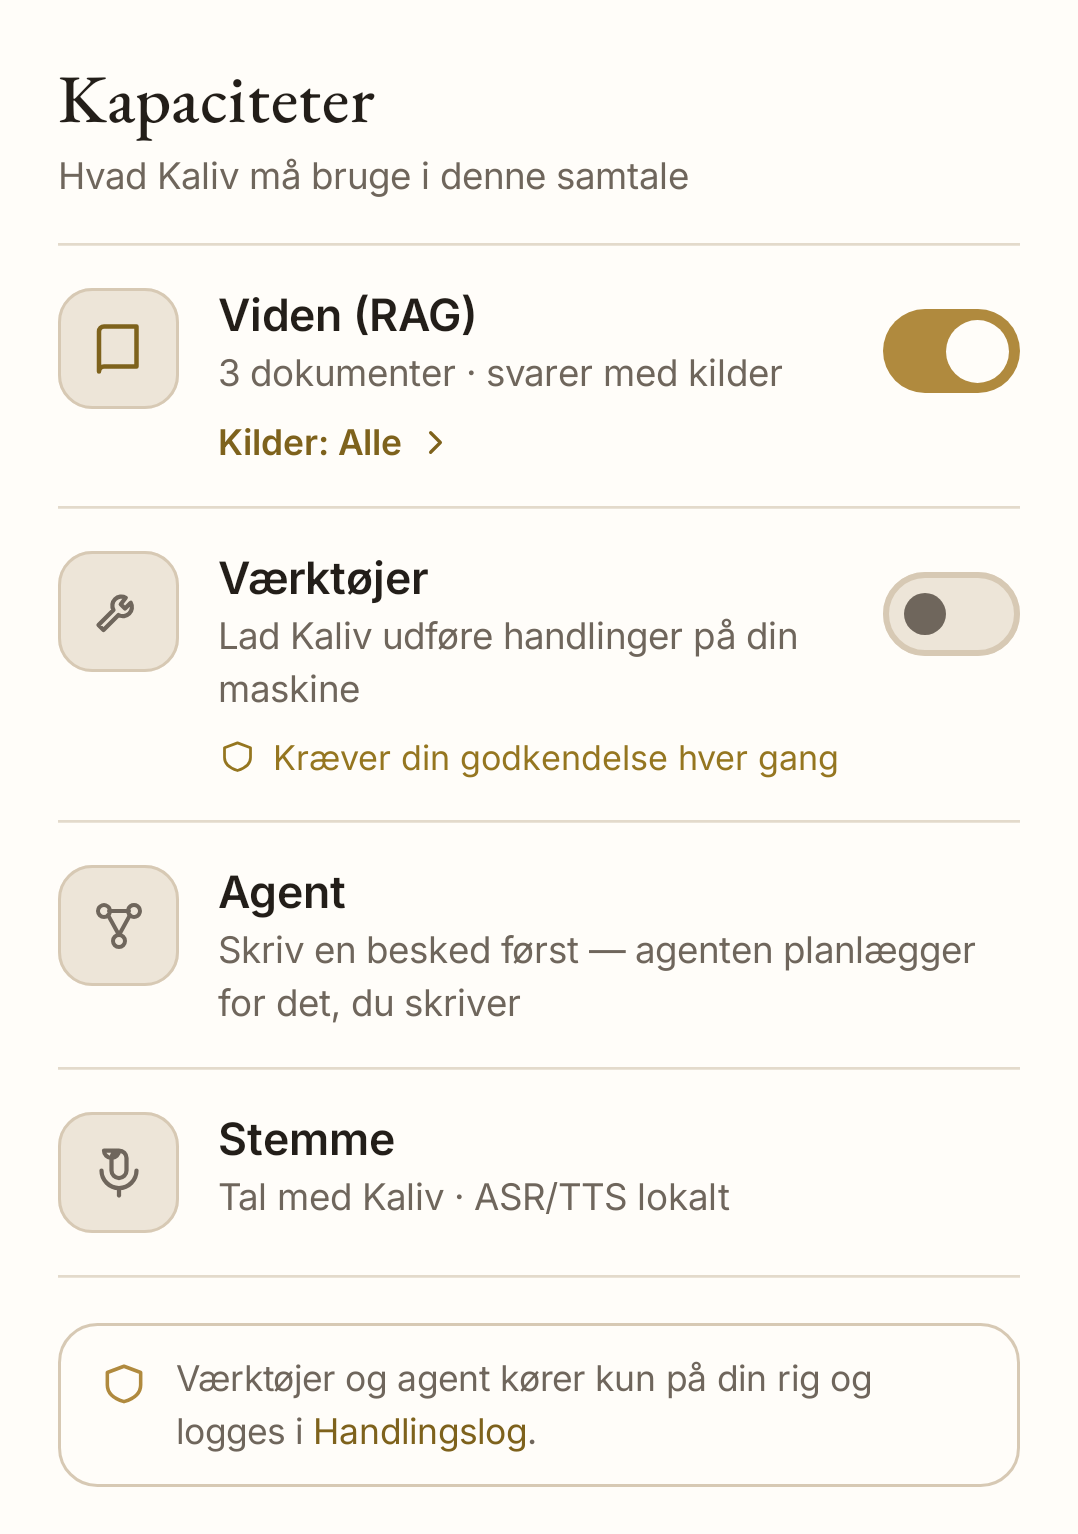 Kapaciteter
Hvad Kaliv må bruge i denne samtale
Viden (RAG)
3 dokumenter · svarer med kilder
Kilder: Alle
Værktøjer
Lad Kaliv udføre handlinger på din
maskine
Kræver din godkendelse hver gang
Agent
Skriv en besked først — agenten planlægger
for det, du skriver
Stemme
Tal med Kaliv · ASR/TTS lokalt
Værktøjer og agent kører kun på din rig og
logges i Handlingslog.